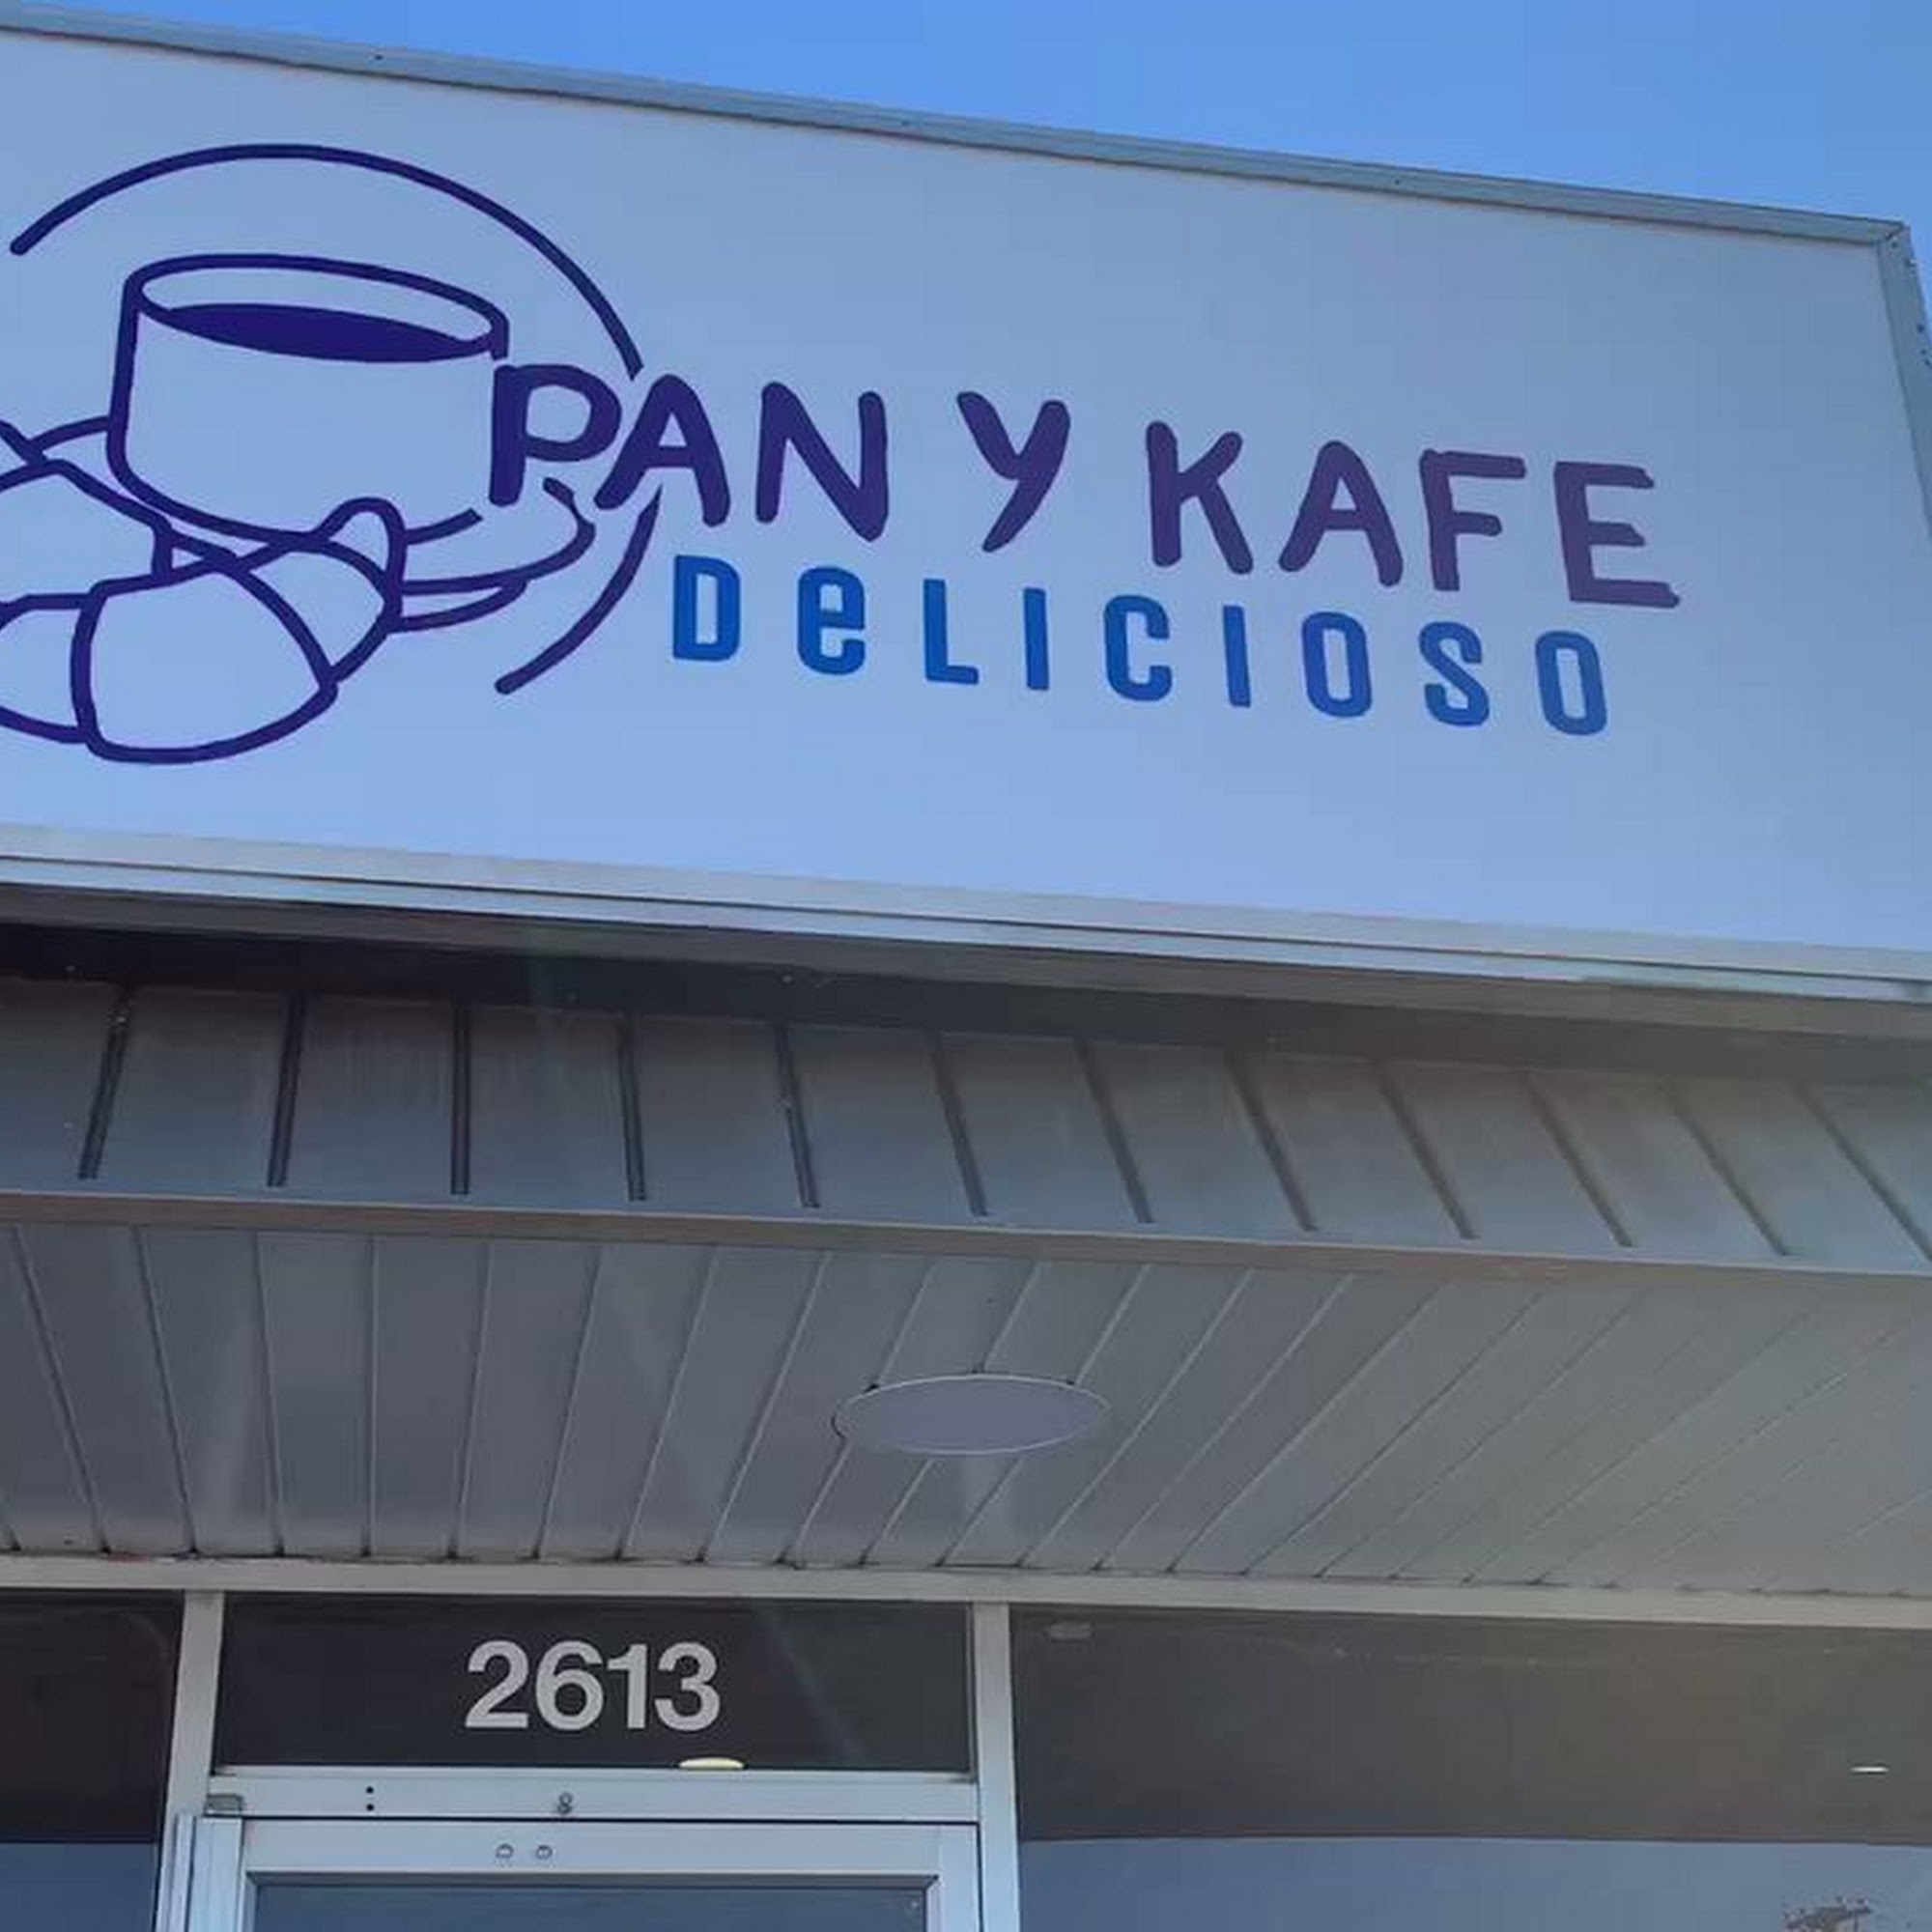 PAN Y KAFE
DeLICIOSO
2613